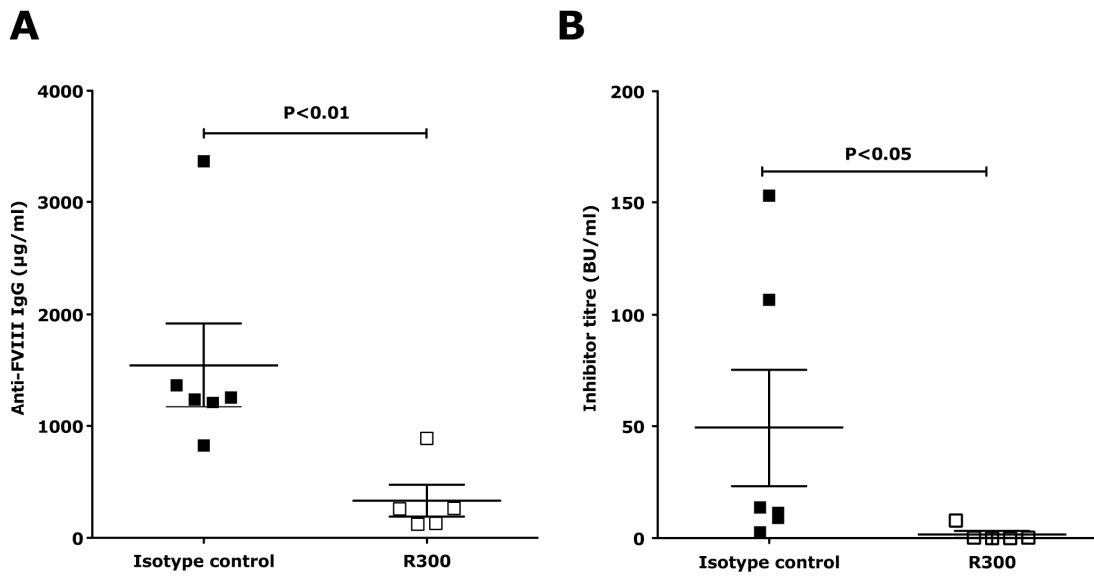 A
Anti-FVIII IgG (µg/ml)
4000
3000
2000
1000
0
P<0.01
Isotype control
R300
B
Inhibitor titre (BU/ml)
200
150
100
50
0
P<0.05
Isotype control
R300